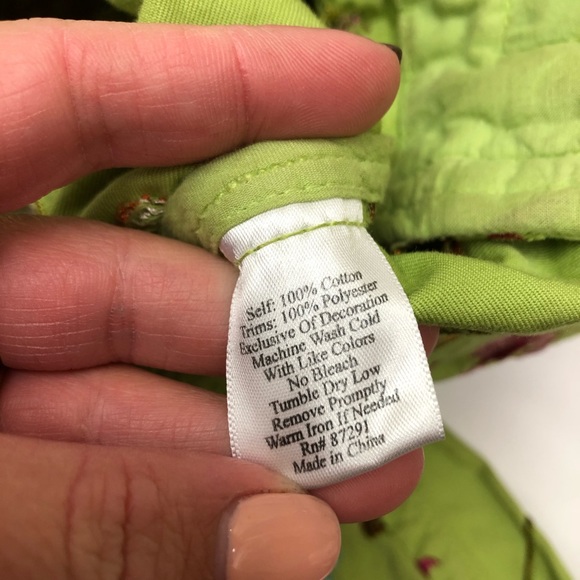 Self: 100% Cotton
Trims: 100% Polyester
Exclusive Of Decoration
Machine Wash Cold
With Like Colors
No Bleach
Tumble Dry Low
Remove Promptly
Warm Iron If Needed
Rn# 87291
Made in China